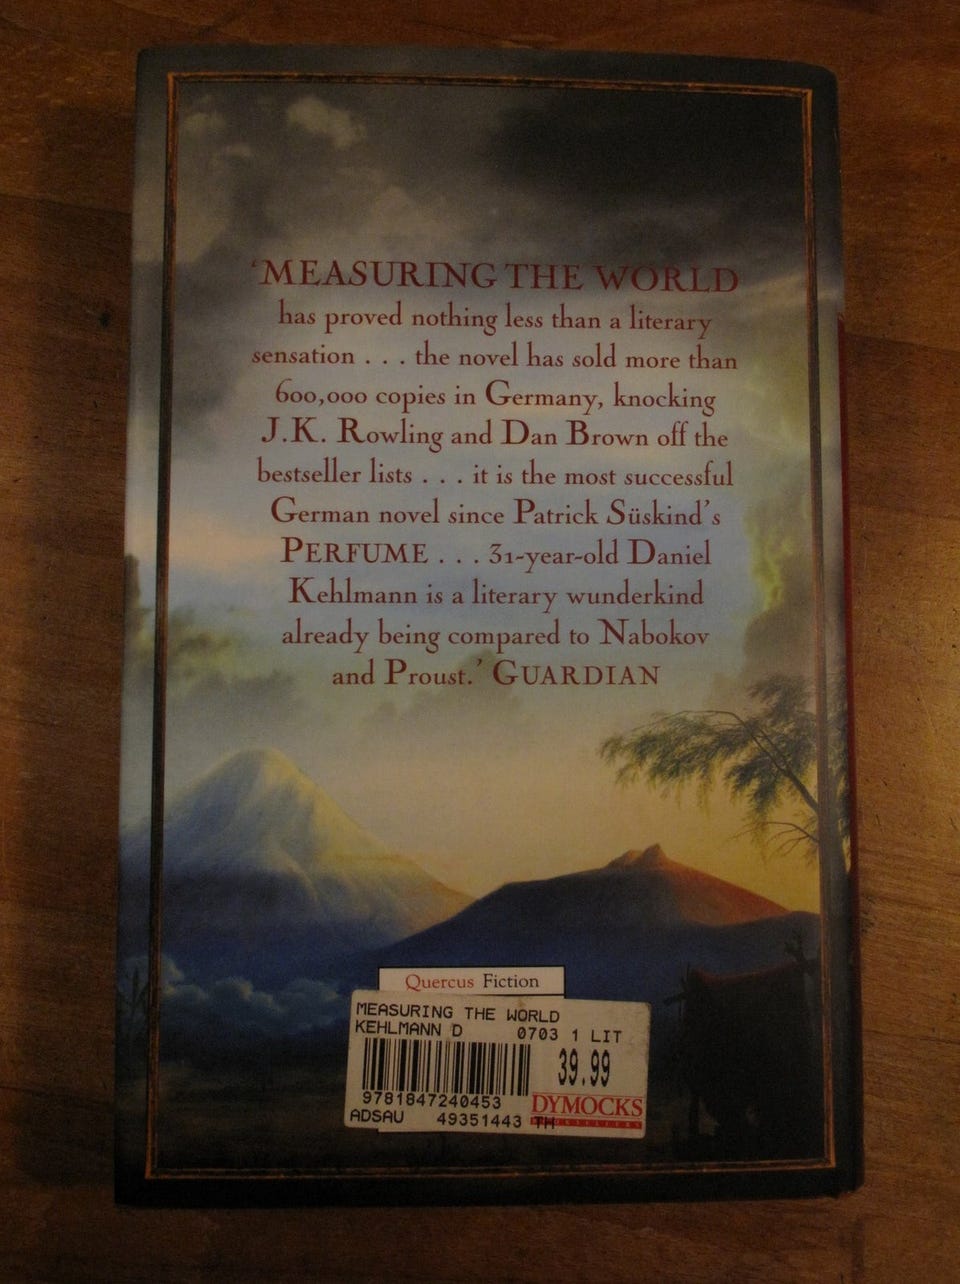 ‘MEASURING THE WORLD
has proved nothing less than a literary
sensation . . . the novel has sold more than
600,000 copies in Germany, knocking
J.K. Rowling and Dan Brown off the
bestseller lists . . . it is the most successful
German novel since Patrick Süskind’s
PERFUME . . . 31-year-old Daniel
Kehlmann is a literary wunderkind
already being compared to Nabokov
and Proust.’ GUARDIAN
Quercus Fiction
MEASURING THE WORLD
KEHLMANN D 0703 1 LIT
39.99
9781847240453
DYMOCKS
ADSAU 49351443 TH